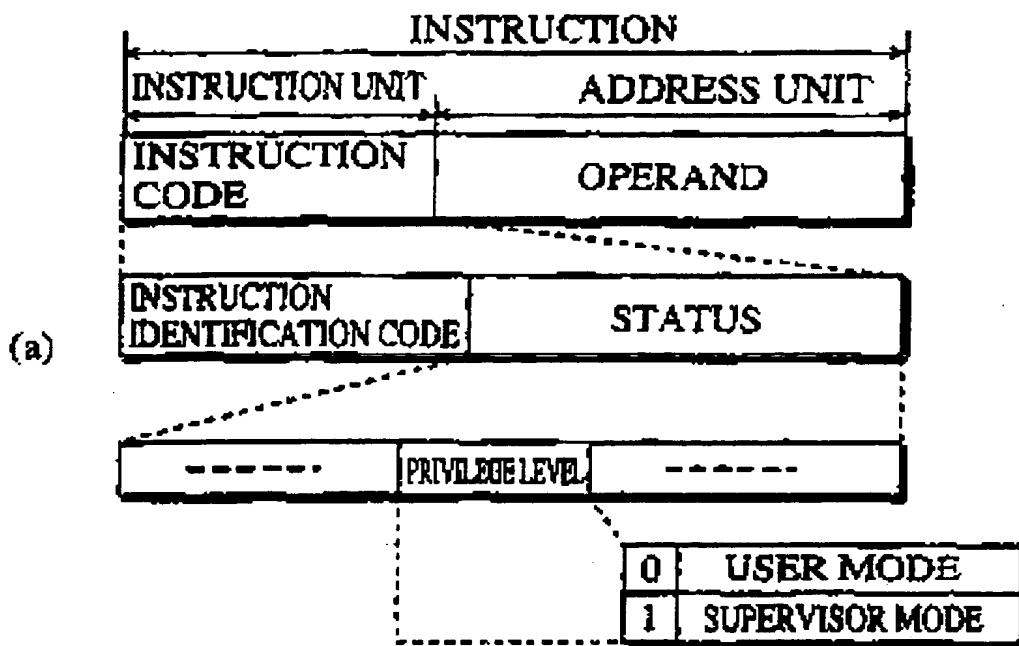 INSTRUCTION
INSTRUCTION UNIT ADDRESS UNIT
INSTRUCTION CODE OPERAND
INSTRUCTION IDENTIFICATION CODE STATUS
(a)
PRIVILEGE LEVEL
0 USER MODE
1 SUPERVISOR MODE